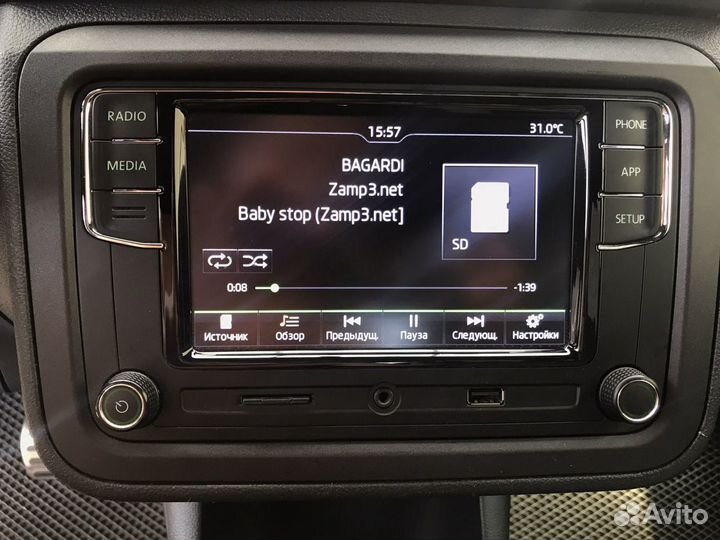 RADIO
MEDIA
15:57
31.0°C
BAGARDI
Zamp3.net
Baby stop (Zamp3.net]
SD
0:08
-1:39
Источник
Обзор
Предыдущ.
Пауза
Следующ.
Настройки
PHONE
APP
SETUP
Avito